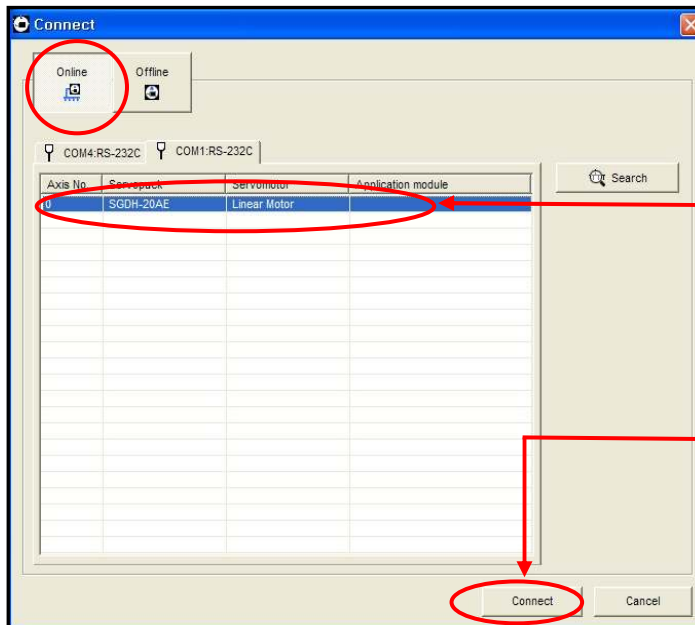 Connect
Online Offline
COM4:RS-232C COM1:RS-232C
Axis No. Servopack Servomotor Application module
Search
0 SGDH-20AE Linear Motor
Connect Cancel